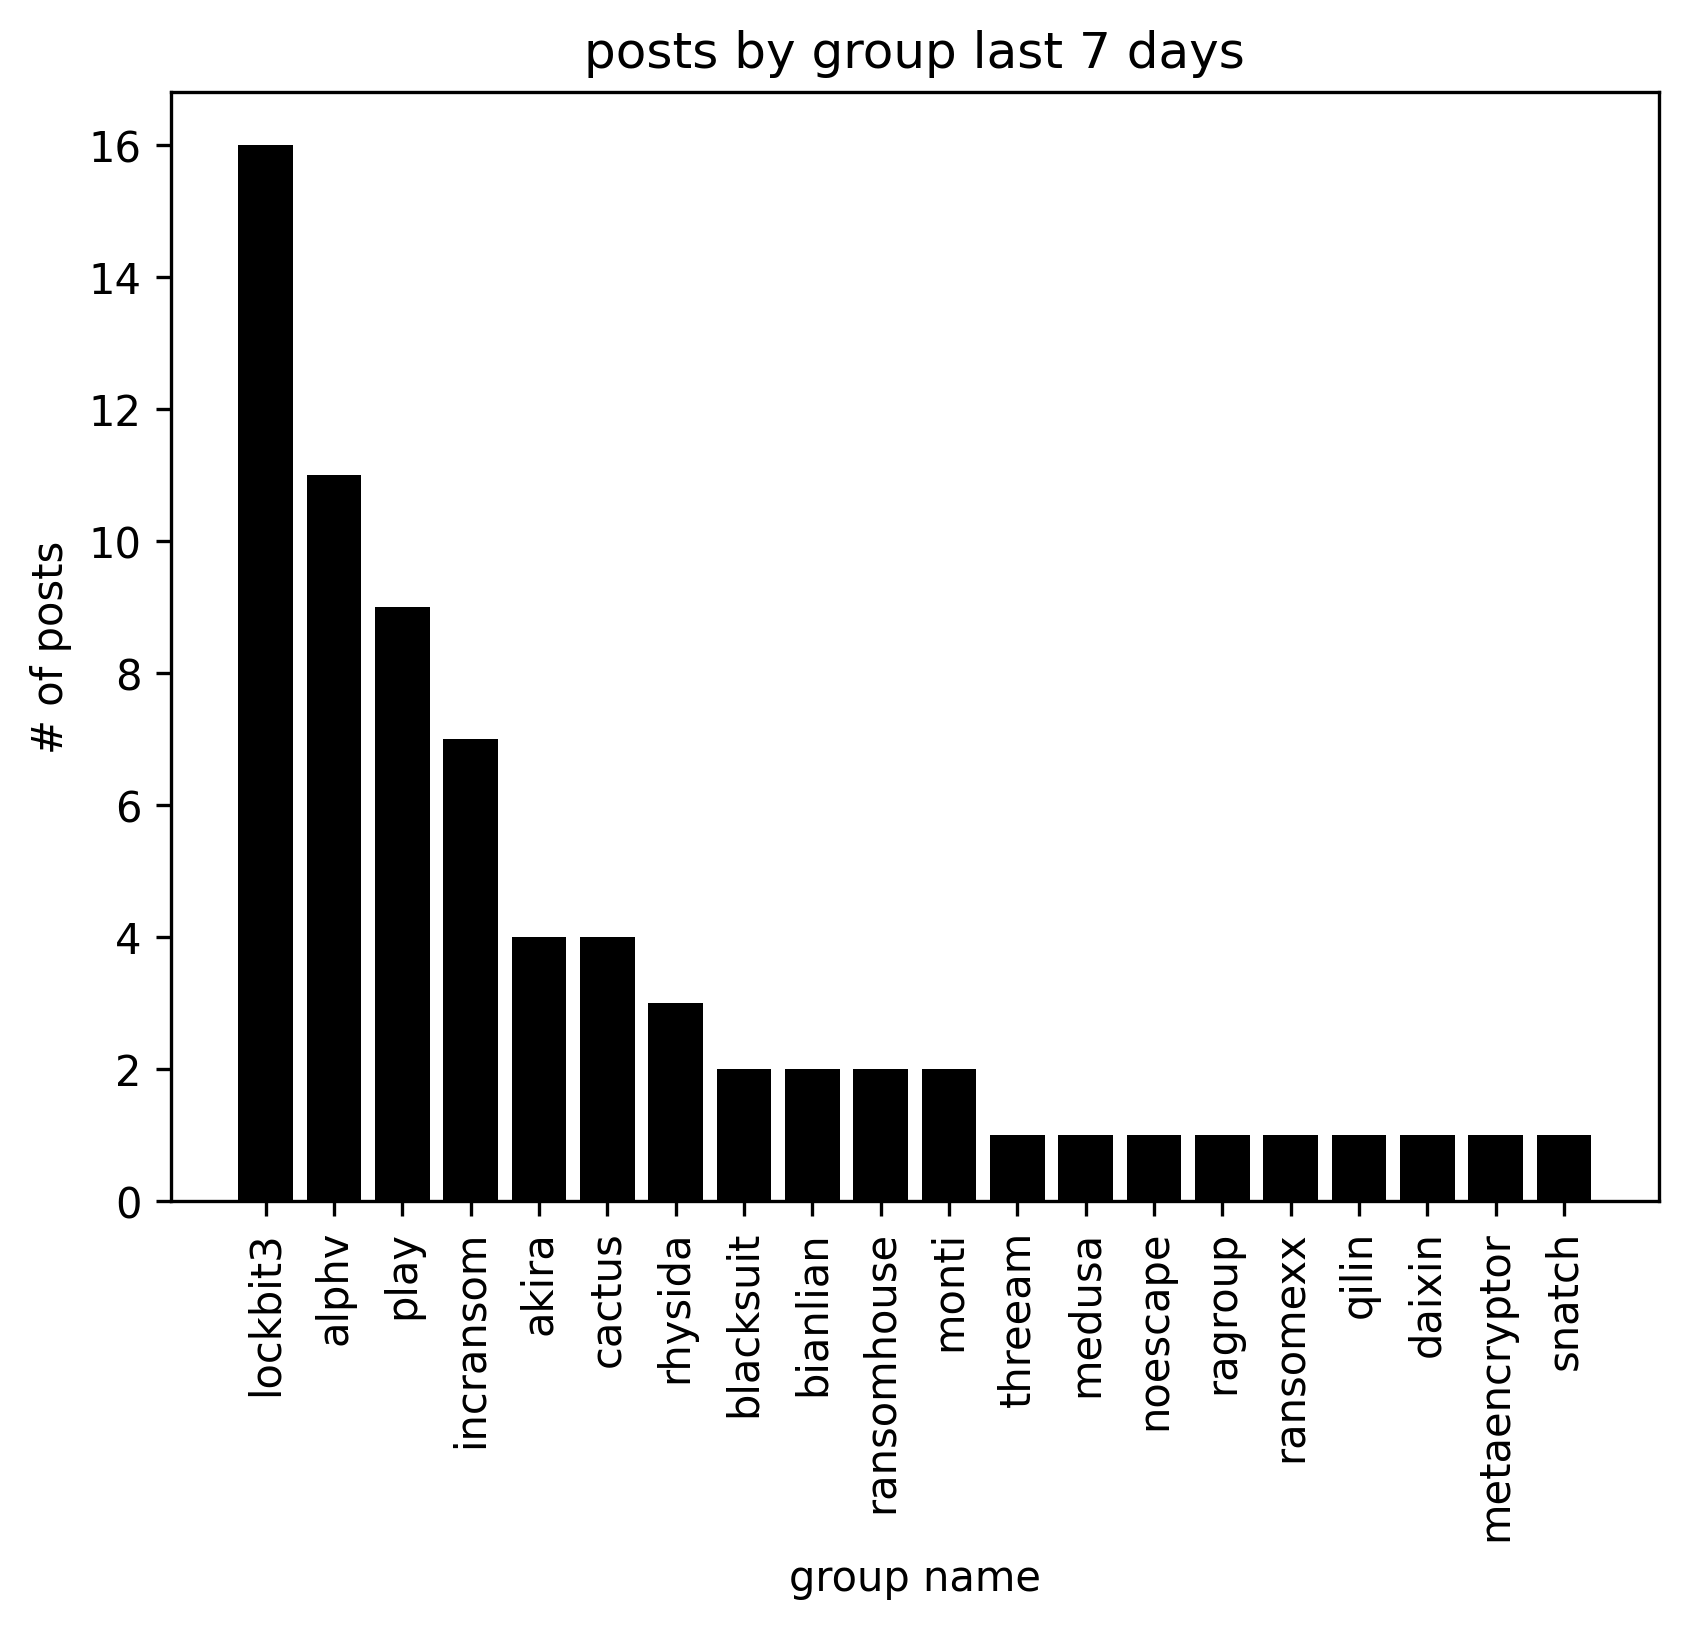 posts by group last 7 days
16
14
12
10
8
6
4
2
0
# of posts
lockbit3
alphv
play
incransom
akira
cactus
rhysida
blacksuit
bianlian
ransomhouse
monti
threeam
medusa
noescape
ragroup
ransomexx
qilin
daixin
metaencryptor
snatch
group name